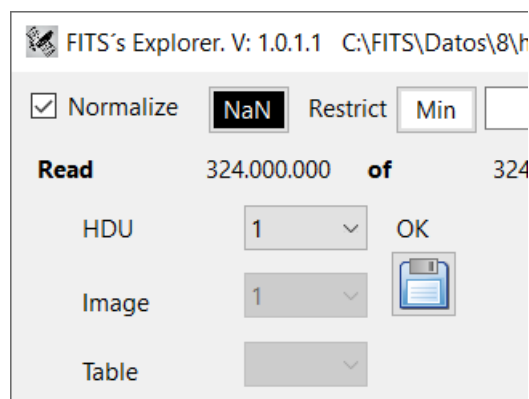 FITS´s Explorer. V: 1.0.1.1 C:\FITS\Datos\8\h
Normalize NaN Restrict Min
Read 324.000.000 of 324
HDU 1 OK
Image 1
Table